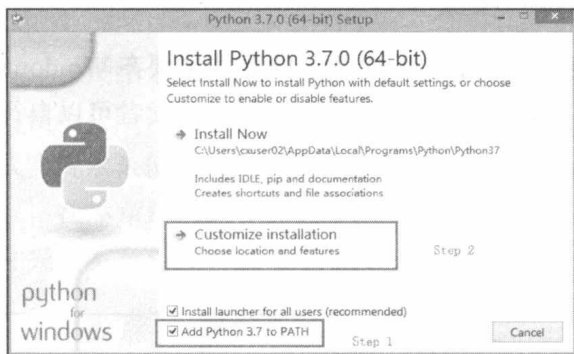 Python 3.7.0 (64-bit) Setup
Install Python 3.7.0 (64-bit)
Select Install Now to install Python with default settings, or choose
Customize to enable or disable features.
Install Now
C:\Users\cxuser02\AppData\Local\Programs\Python\Python37
Includes IDLE, pip and documentation
Creates shortcuts and file associations
Customize installation
Choose location and features
Step 2
python
for
windows
Install launcher for all users (recommended)
Add Python 3.7 to PATH
Step 1
Cancel